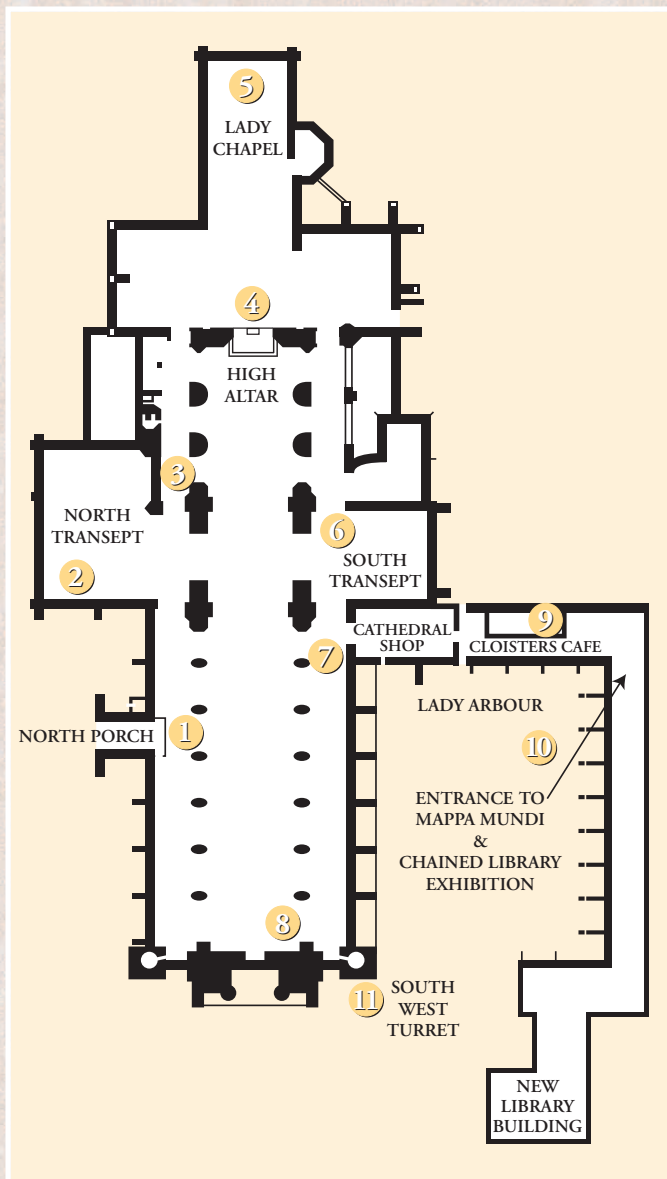 5
LADY
CHAPEL
4
HIGH
ALTAR
3
NORTH
TRANSEPT
2
6
SOUTH
TRANSEPT
9
CLOISTERS CAFE
CATHEDRAL
SHOP
7
LADY ARBOUR
1
NORTH PORCH
10
ENTRANCE TO
MAPPA MUNDI
&
CHAINED LIBRARY
EXHIBITION
8
11
SOUTH
WEST
TURRET
NEW
LIBRARY
BUILDING